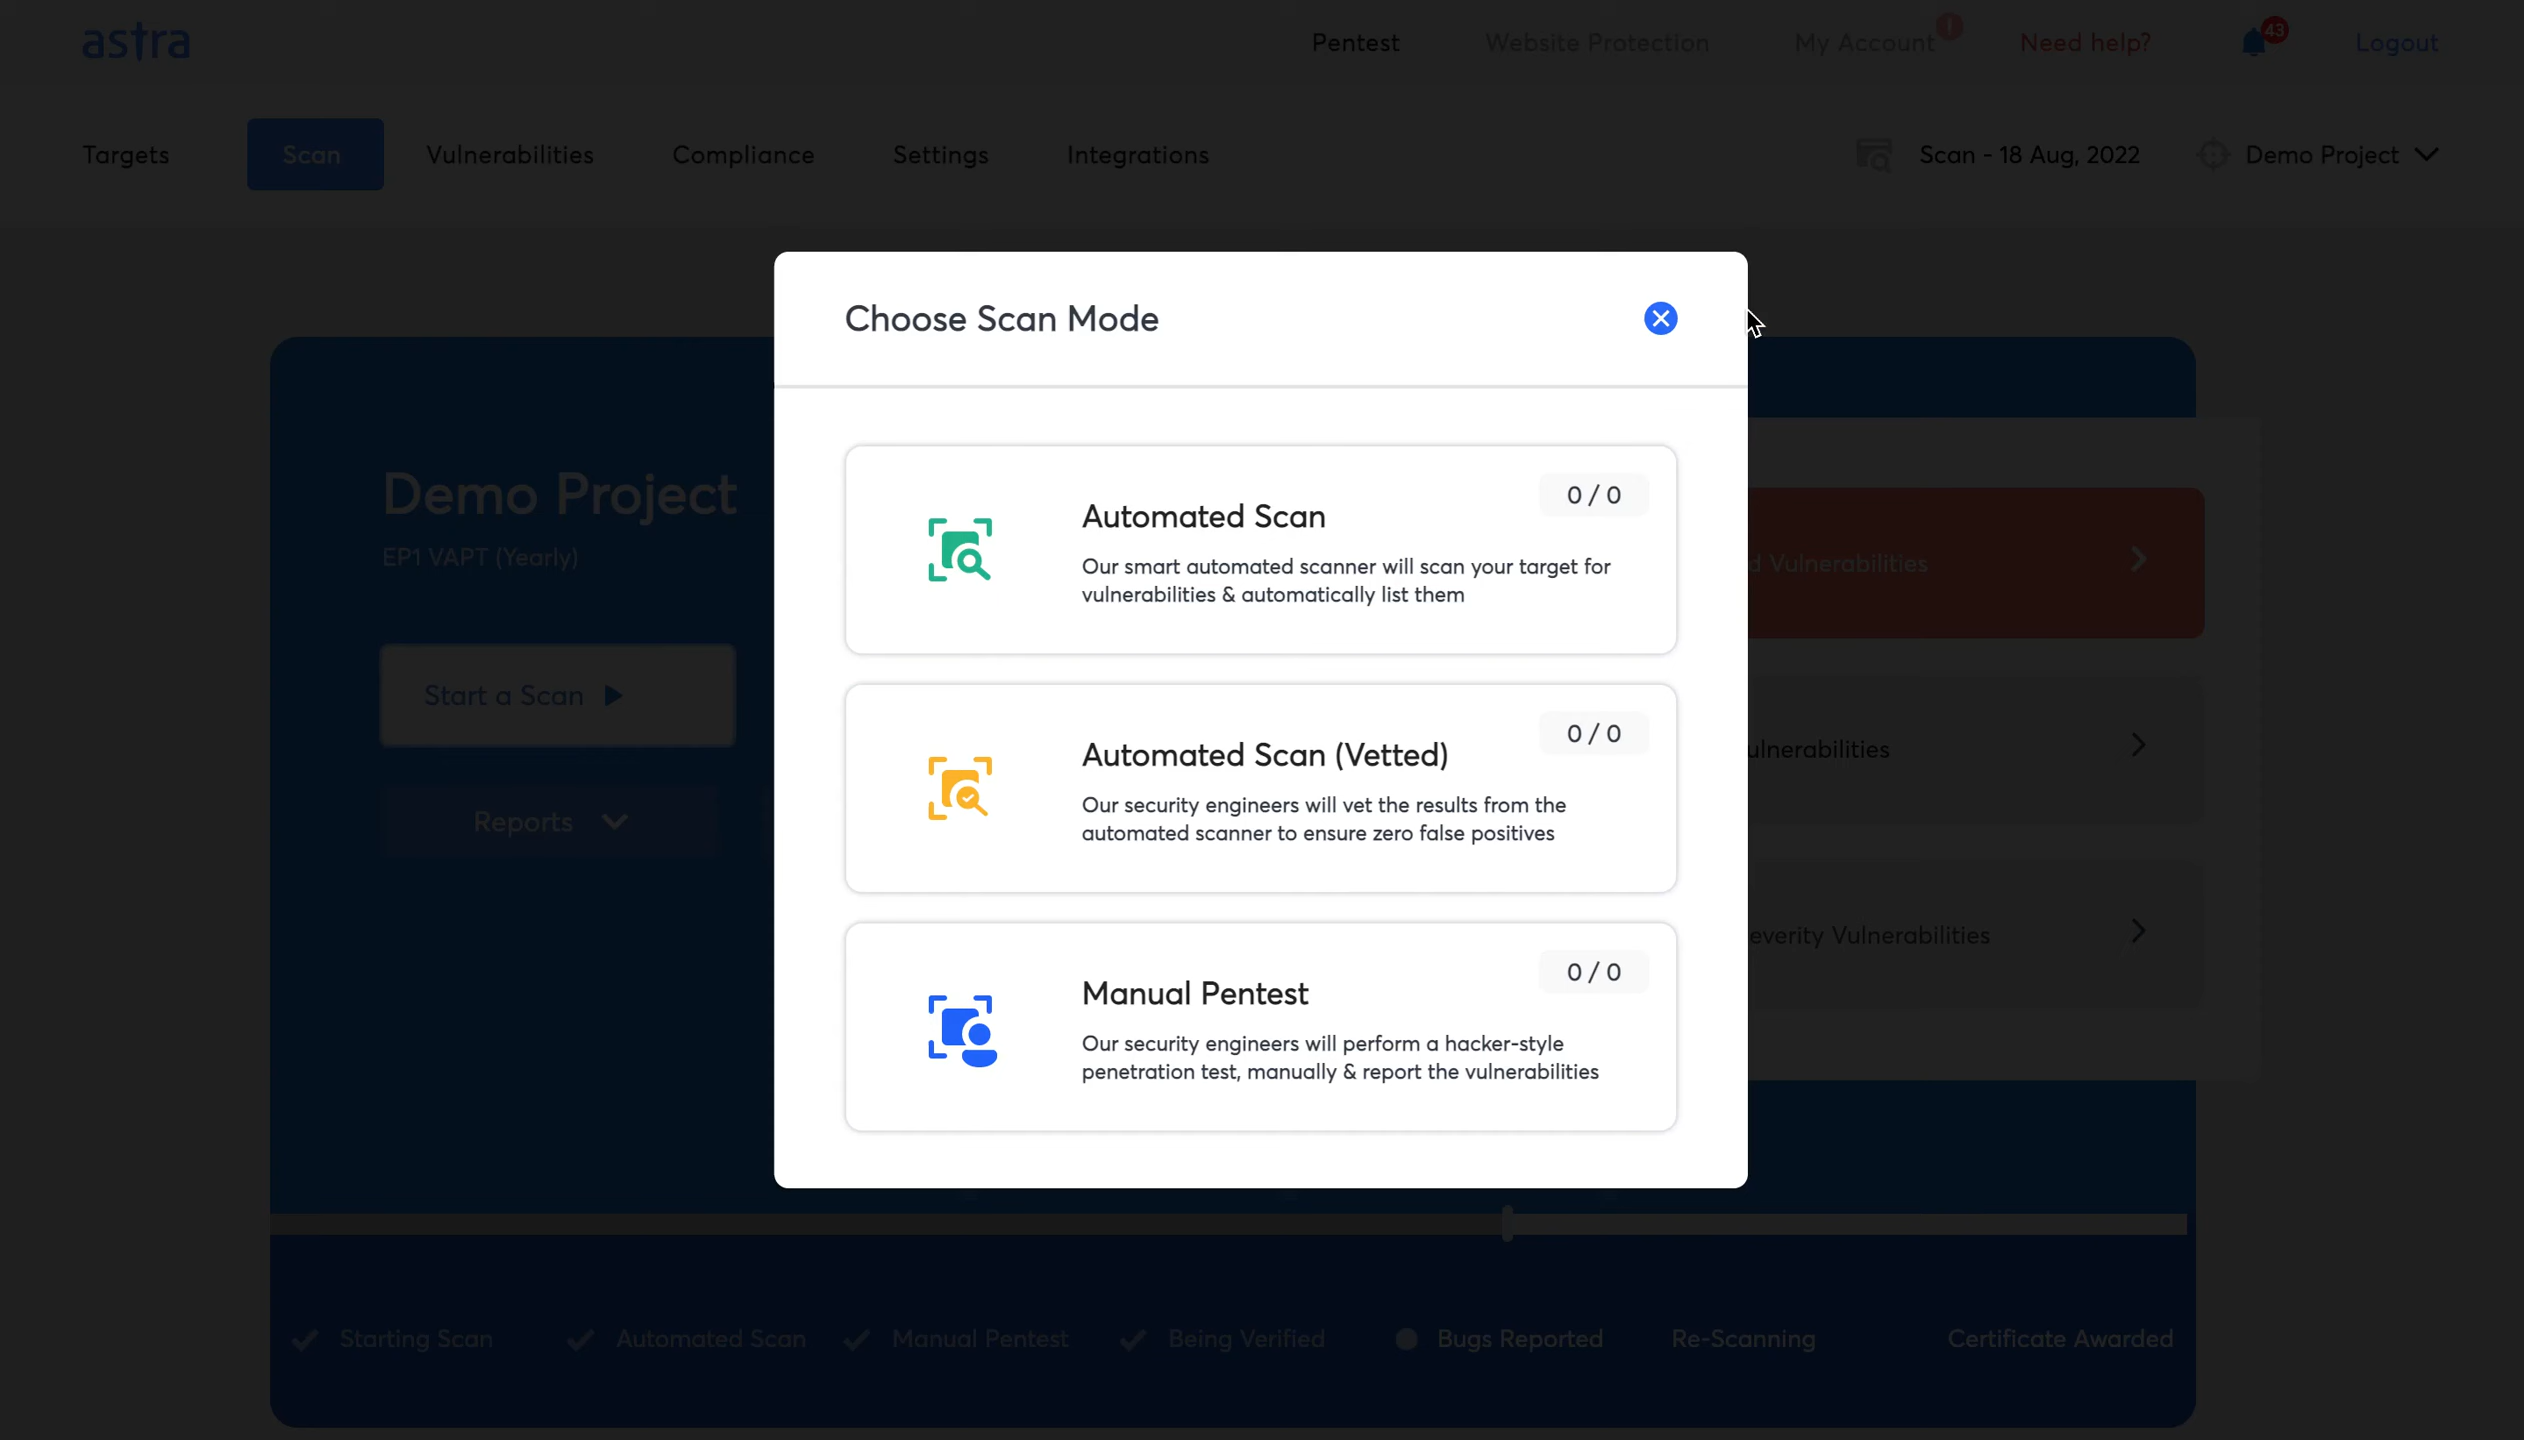 astra
Pentest
Website Protection
My Account
!
Need help?
43
Logout
Targets
Scan
Vulnerabilities
Compliance
Settings
Integrations
Scan - 18 Aug, 2022
Demo Project
Choose Scan Mode
Demo Project
EP1 VAPT (Yearly)
Start a Scan
Reports
0 / 0
Automated Scan
Our smart automated scanner will scan your target for
vulnerabilities & automatically list them
0 / 0
Automated Scan (Vetted)
Our security engineers will vet the results from the
automated scanner to ensure zero false positives
0 / 0
Manual Pentest
Our security engineers will perform a hacker-style
penetration test, manually & report the vulnerabilities
d Vulnerabilities
ulnerabilities
everity Vulnerabilities
Starting Scan
Automated Scan
Manual Pentest
Being Verified
Bugs Reported
Re-Scanning
Certificate Awarded